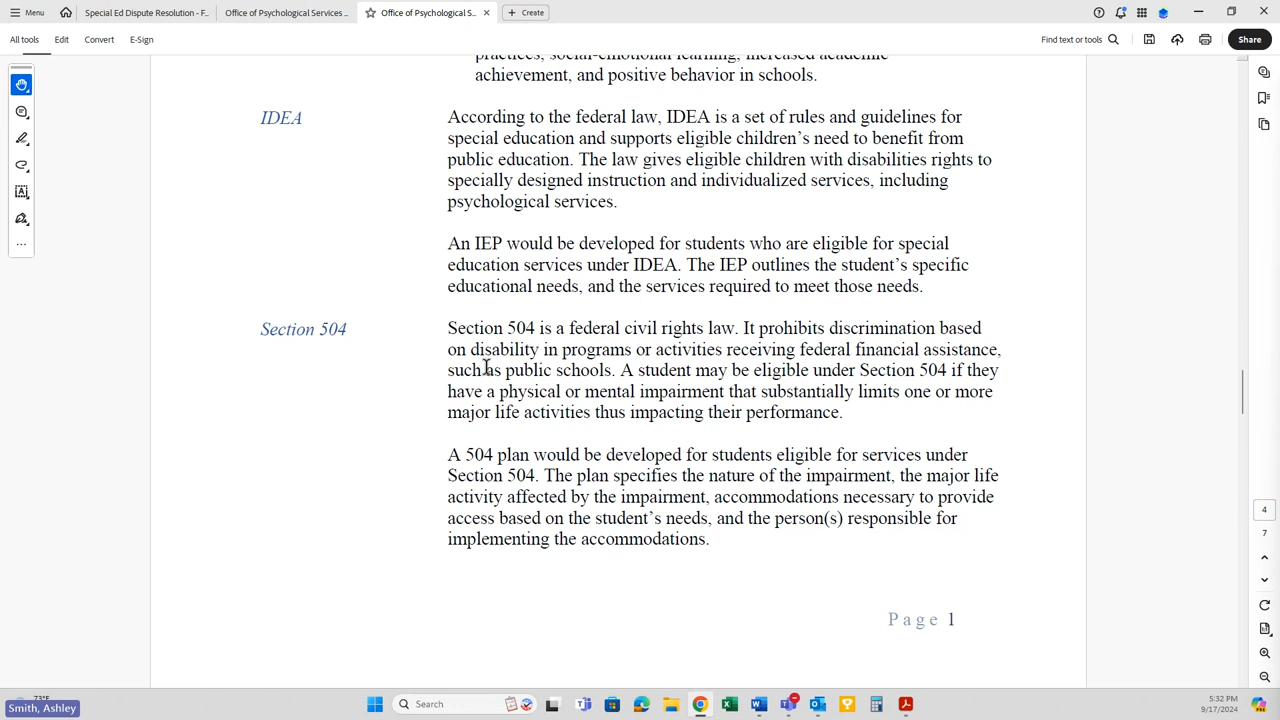 Menu
Special Ed Dispute Resolution - F...
Office of Psychological Services ...
Office of Psychological S...
Create
All tools
Edit
Convert
E-Sign
Find text or tools
Share
practices, social-emotional learning, increased academic
achievement, and positive behavior in schools.
IDEA
According to the federal law, IDEA is a set of rules and guidelines for
special education and supports eligible children’s need to benefit from
public education. The law gives eligible children with disabilities rights to
specially designed instruction and individualized services, including
psychological services.
An IEP would be developed for students who are eligible for special
education services under IDEA. The IEP outlines the student’s specific
educational needs, and the services required to meet those needs.
Section 504
Section 504 is a federal civil rights law. It prohibits discrimination based
on disability in programs or activities receiving federal financial assistance,
such as public schools. A student may be eligible under Section 504 if they
have a physical or mental impairment that substantially limits one or more
major life activities thus impacting their performance.
A 504 plan would be developed for students eligible for services under
Section 504. The plan specifies the nature of the impairment, the major life
activity affected by the impairment, accommodations necessary to provide
access based on the student’s needs, and the person(s) responsible for
implementing the accommodations.
Page 1
4
7
73°F
Smith, Ashley
Search
5:32 PM
9/17/2024